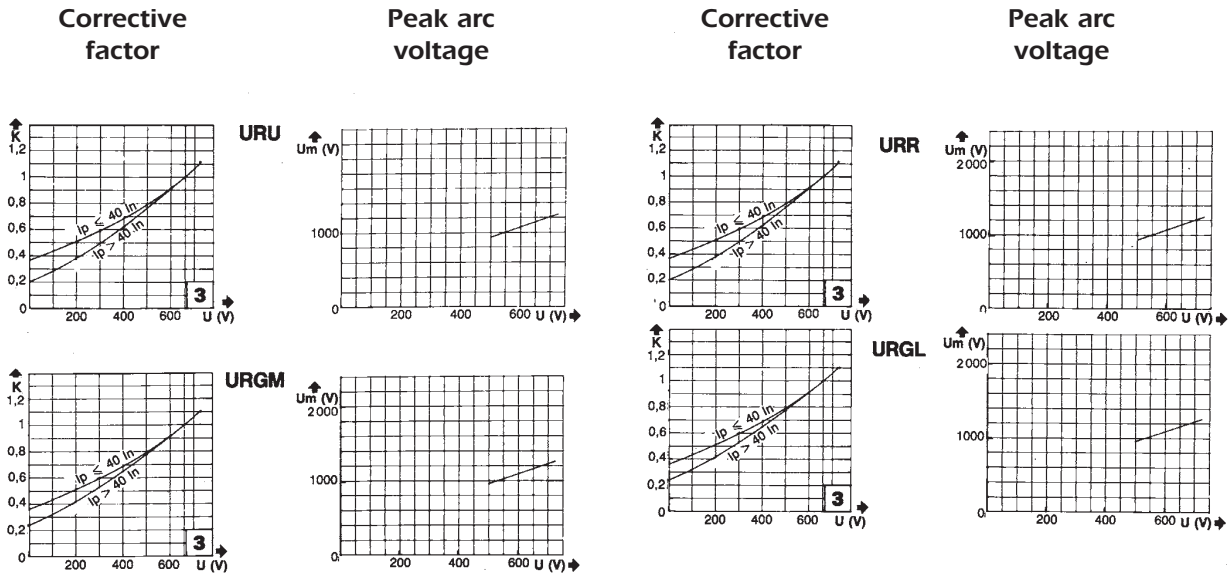 Corrective
factor
Peak arc
voltage
Corrective
factor
Peak arc
voltage
URU
K
1,2
1
0,8
0,6
0,4
0,2
0
Ip ≤ 40 In
Ip > 40 In
3
200 400 600
U (V)
Um (V)
1000
0
200 400 600
U (V)
URR
K
1,2
1
0,8
0,6
0,4
0,2
0
Ip ≤ 40 In
Ip > 40 In
3
200 400 600
U (V)
Um (V)
2000
1000
0
200 400 600
U (V)
URGM
K
1,2
1
0,8
0,6
0,4
0,2
0
Ip ≤ 40 In
Ip > 40 In
3
200 400 600 U (V)
Um (V)
2000
1000
0
200 400 600 U (V)
URGL
K
1,2
1
0,8
0,6
0,4
0,2
0
Ip ≤ 40 In
Ip > 40 In
3
200 400 600
U (V)
Um (V)
2000
1000
0
200 400 600
U (V)